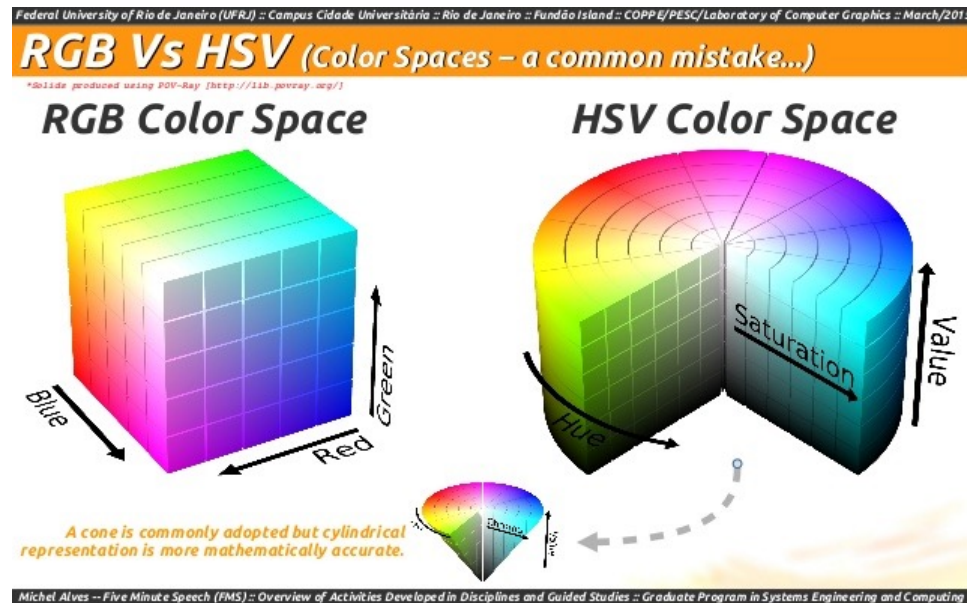 Federal University of Rio de Janeiro (UFRJ) :: Campus Cidade Universitária :: Rio de Janeiro :: Fundão Island :: COPPE/PESC/Laboratory of Computer Graphics :: March/201
RGB Vs HSV (Color Spaces – a common mistake...)
*Solids produced using POV-Ray [http://lib.povray.org/]
RGB Color Space
HSV Color Space
Blue
Red
Green
Hue
Saturation
Value
A cone is commonly adopted but cylindrical
representation is more mathematically accurate.
Chroma
Value
Michel Alves -- Five Minute Speech (FMS) :: Overview of Activities Developed in Disciplines and Guided Studies :: Graduate Program in Systems Engineering and Computing